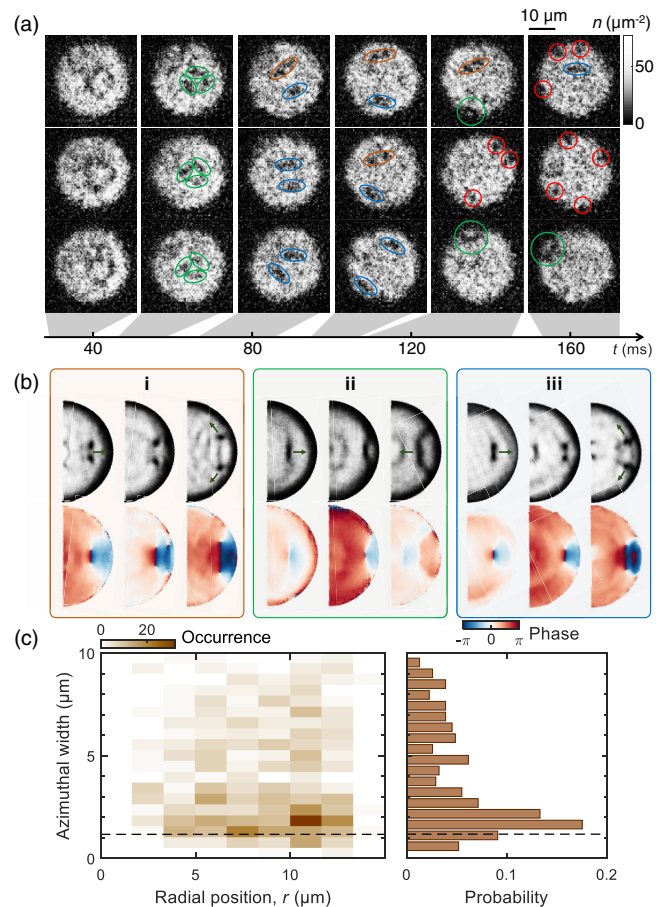 (a)
10 µm
n (µm-2)
50
0
40
80
120
160
t (ms)
(b)
i
ii
iii
(c)
0
20
Occurrence
-π
0
π
Phase
10
5
0
Azimuthal width (µm)
0
5
10
Radial position, r (µm)
0
0.1
0.2
Probability